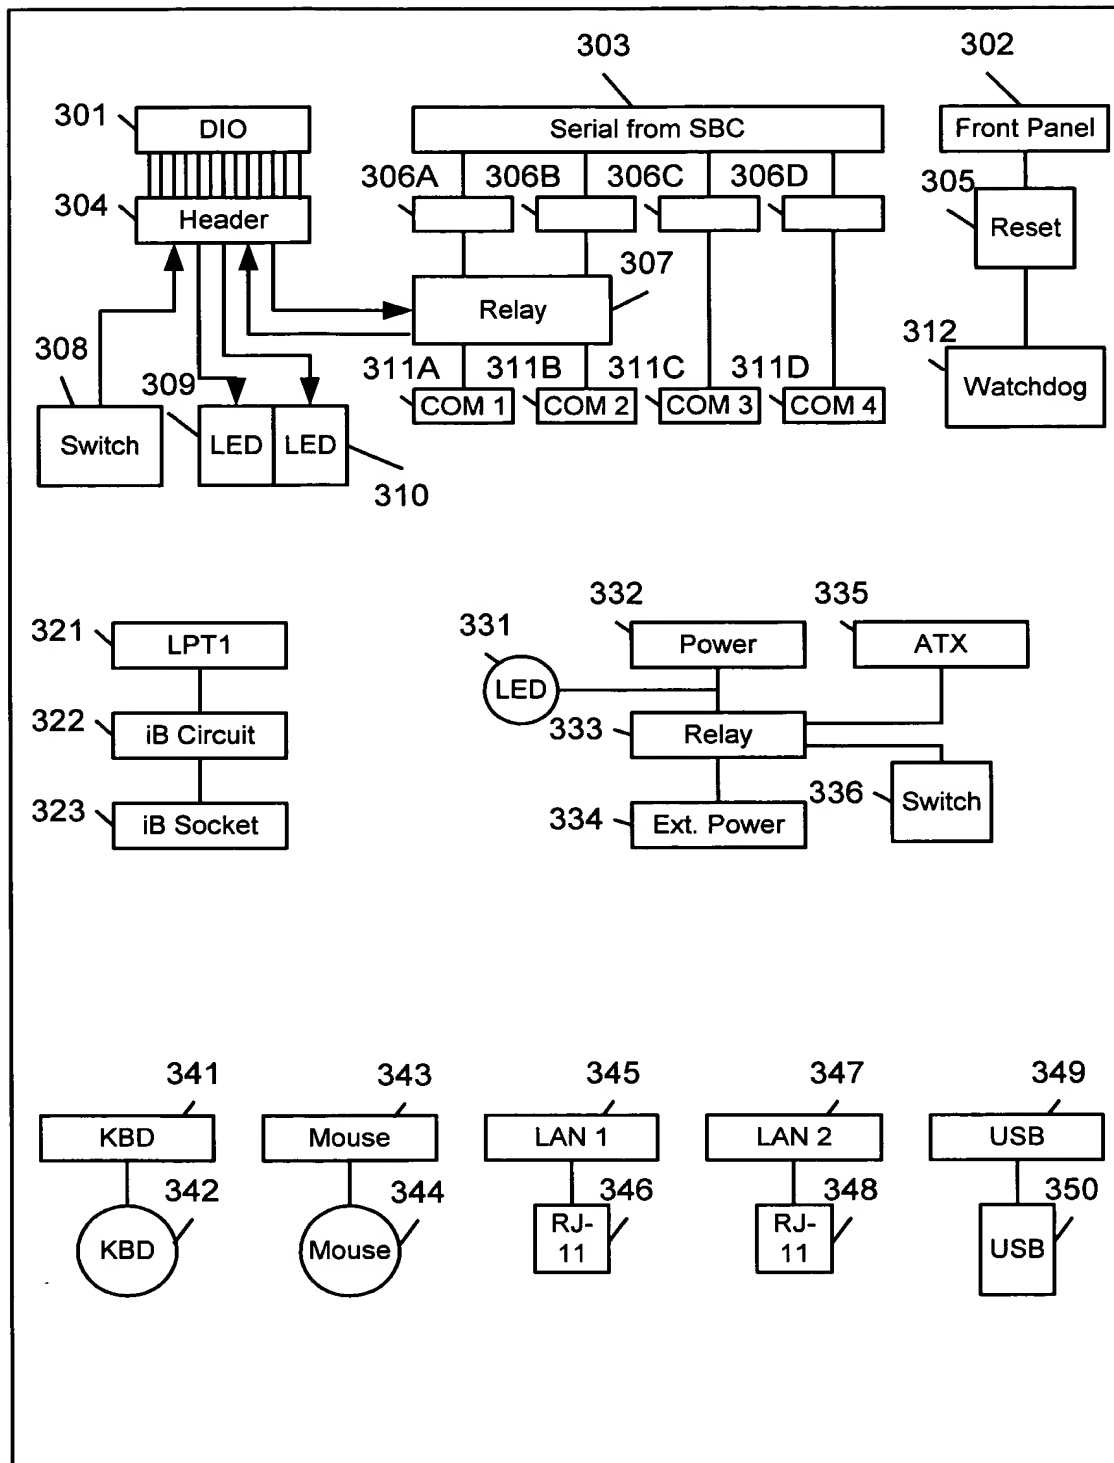 303
302
301
DIO
Serial from SBC
Front Panel
306A
306B
306C
306D
305
304
Header
Reset
307
Relay
308
309
311A
311B
311C
311D
312
COM 1
COM 2
COM 3
COM 4
Watchdog
Switch
LED
LED
310
332
335
321
LPT1
331
Power
ATX
LED
322
iB Circuit
333
Relay
323
iB Socket
334
Ext. Power
336
Switch
341
343
345
347
349
KBD
Mouse
LAN 1
LAN 2
USB
342
344
346
348
350
KBD
Mouse
RJ-
11
RJ-
11
USB